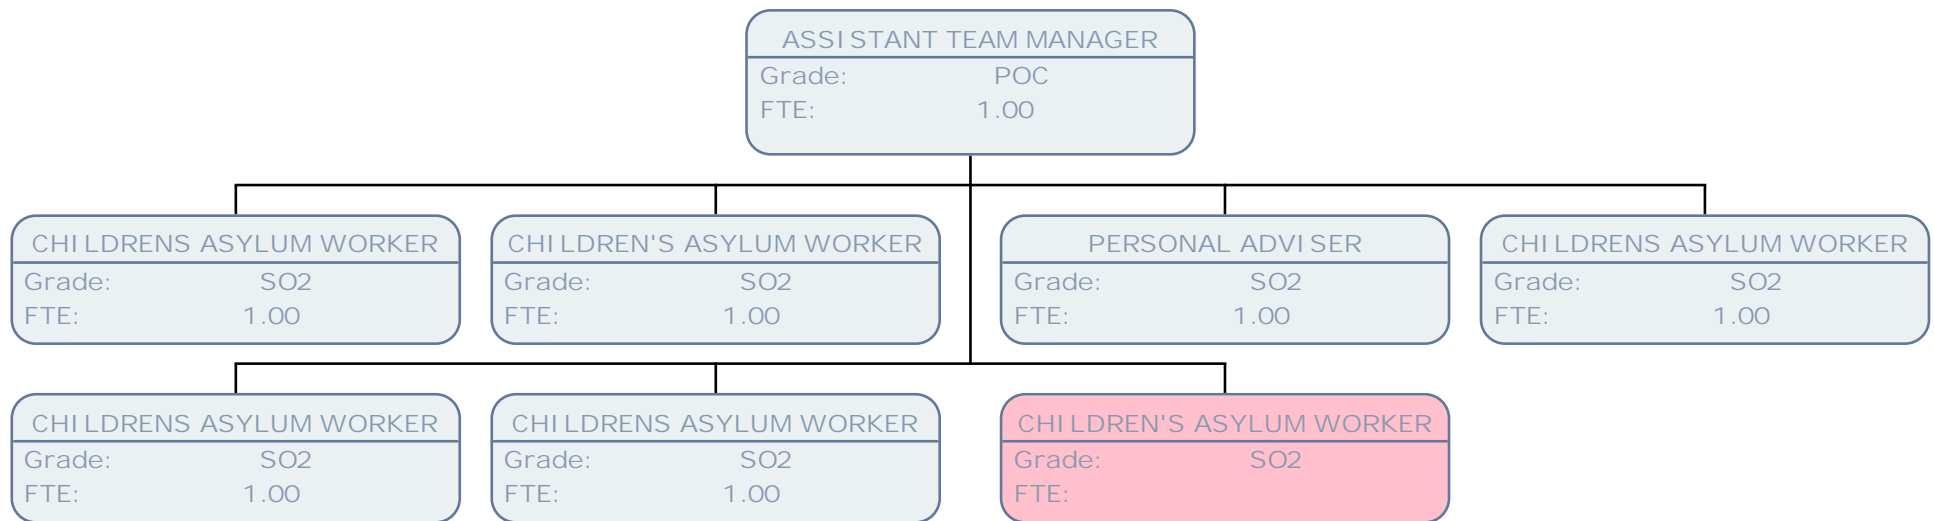 ASSISTANT TEAM MANAGER
Grade: POC
FTE: 1.00
CHILDRENS ASYLUM WORKER
Grade: SO2
FTE: 1.00
CHILDREN'S ASYLUM WORKER
Grade: SO2
FTE: 1.00
PERSONAL ADVISER
Grade: SO2
FTE: 1.00
CHILDRENS ASYLUM WORKER
Grade: SO2
FTE: 1.00
CHILDRENS ASYLUM WORKER
Grade: SO2
FTE: 1.00
CHILDRENS ASYLUM WORKER
Grade: SO2
FTE: 1.00
CHILDREN'S ASYLUM WORKER
Grade: SO2
FTE: